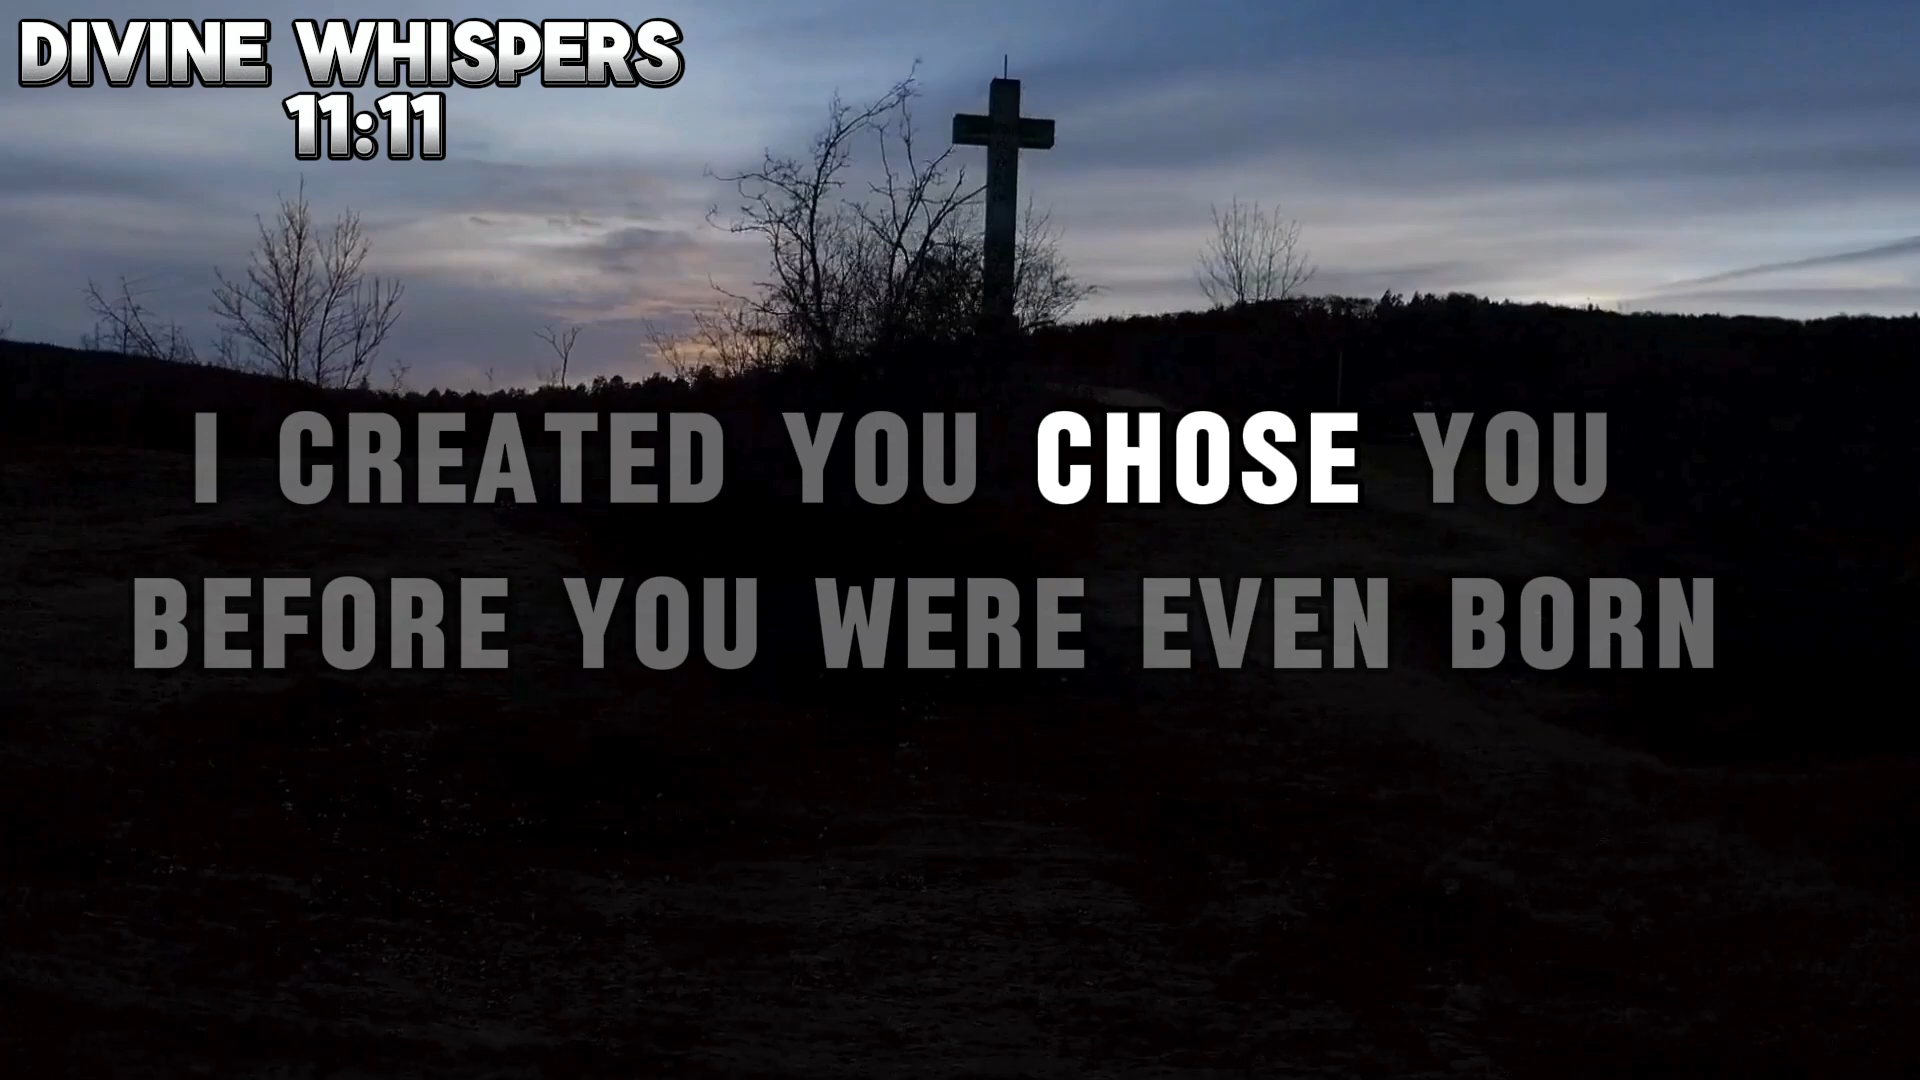 DIVINE WHISPERS
11:11
I CREATED YOU CHOSE YOU
BEFORE YOU WERE EVEN BORN